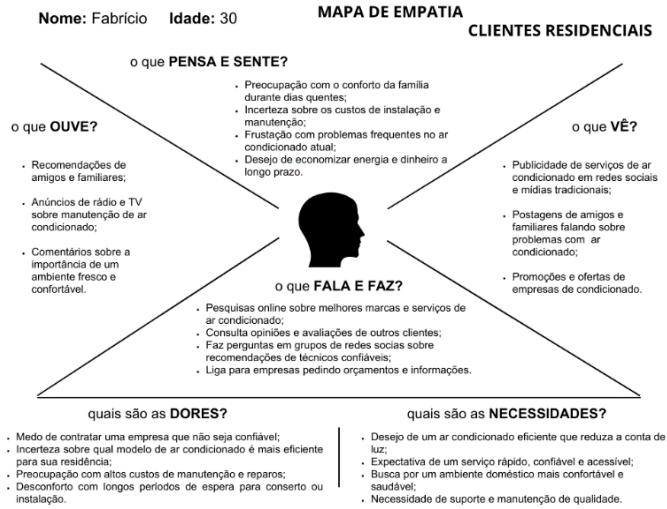 Nome: Fabrício Idade: 30
MAPA DE EMPATIA
CLIENTES RESIDENCIAIS
o que PENSA E SENTE?
Preocupação com o conforto da família
durante dias quentes;
Incerteza sobre os custos de instalação e
manutenção;
Frustação com problemas frequentes no ar
condicionado atual;
Desejo de economizar energia e dinheiro a
longo prazo.
o que OUVE?
Recomendações de
amigos e familiares;
Anúncios de rádio e TV
sobre manutenção de ar
condicionado;
Comentários sobre a
importância de um
ambiente fresco e
confortável.
o que VÊ?
Publicidade de serviços de ar
condicionado em redes sociais
e mídias tradicionais;
Postagens de amigos e
familiares falando sobre
problemas com ar
condicionado;
Promoções e ofertas de
empresas de condicionado.
o que FALA E FAZ?
Pesquisas online sobre melhores marcas e serviços de
ar condicionado;
Consulta opiniões e avaliações de outros clientes;
Faz perguntas em grupos de redes socias sobre
recomendações de técnicos confiáveis;
Liga para empresas pedindo orçamentos e informações.
quais são as DORES?
Medo de contratar uma empresa que não seja confiável;
Incerteza sobre qual modelo de ar condicionado é mais eficiente
para sua residência;
Preocupação com altos custos de manutenção e reparos;
Desconforto com longos períodos de espera para conserto ou
instalação.
quais são as NECESSIDADES?
Desejo de um ar condicionado eficiente que reduza a conta de
luz;
Expectativa de um serviço rápido, confiável e acessível;
Busca por um ambiente doméstico mais confortável e
saudável;
Necessidade de suporte e manutenção de qualidade.